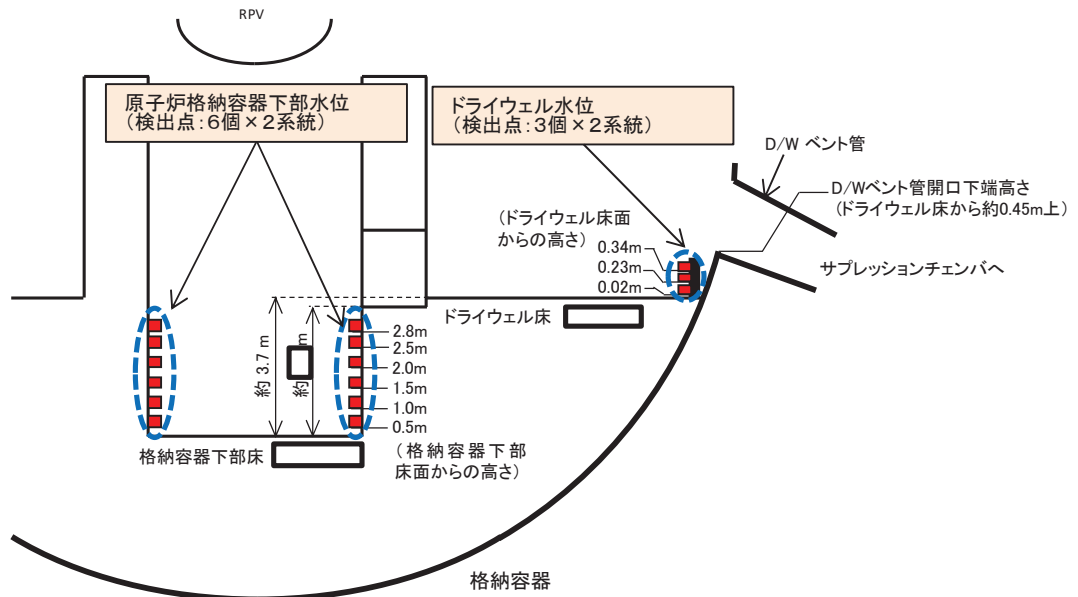 RPV
原子炉格納容器下部水位
(検出点:6個×2系統)
ドライウェル水位
(検出点:3個×2系統)
D/W ベント管
D/Wベント管開口下端高さ
(ドライウェル床から約0.45m上)
サプレッションチェンバへ
(ドライウェル床面
からの高さ)
0.34m
0.23m
0.02m
ドライウェル床
約 3.7 m
約
m
2.8m
2.5m
2.0m
1.5m
1.0m
0.5m
格納容器下部床
(格納容器下部
床面からの高さ)
格納容器